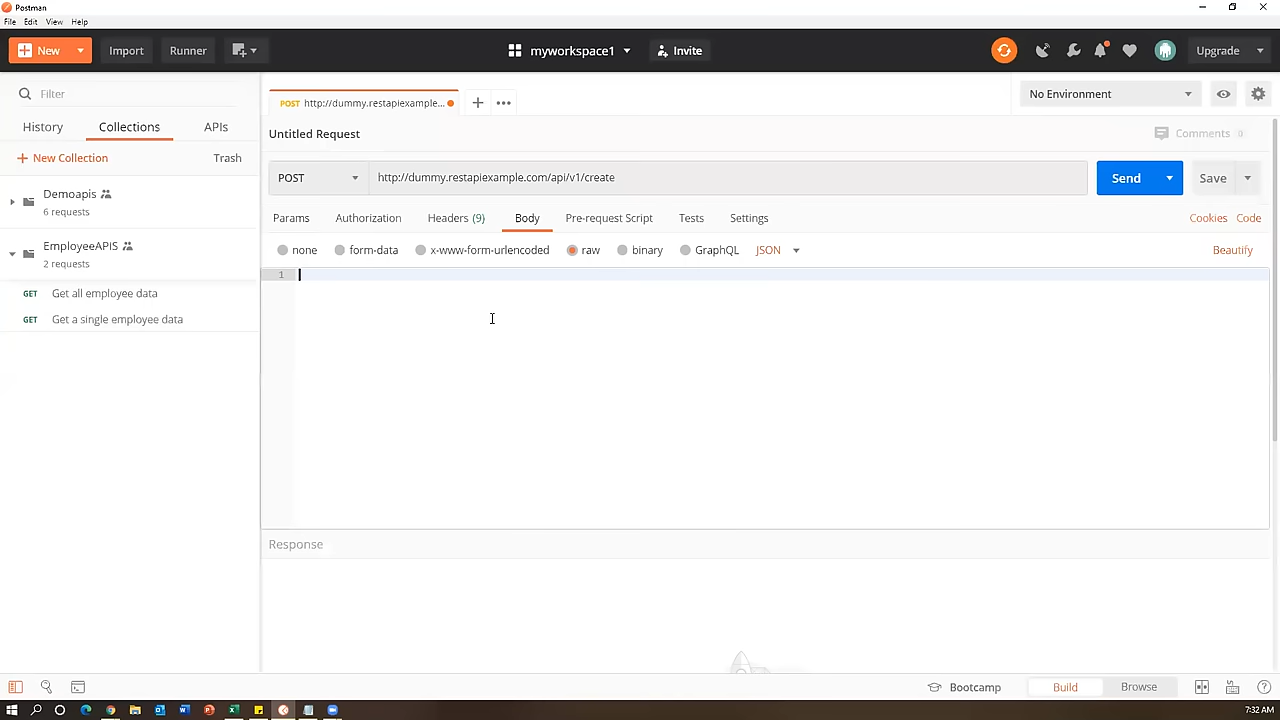 Postman
File Edit View Help
New Import Runner myworkspace1 Invite Upgrade
Filter
History Collections APIs
New Collection Trash
Demoapis
6 requests
EmployeeAPIS
2 requests
GET Get all employee data
GET Get a single employee data
POST http://dummy.restapiexample... + ... No Environment
Untitled Request Comments 0
POST http://dummy.restapiexample.com/api/v1/create Send Save
Params Authorization Headers (9) Body Pre-request Script Tests Settings Cookies Code
none form-data x-www-form-urlencoded raw binary GraphQL JSON Beautify
1
Response
Bootcamp Build Browse
7:32 AM